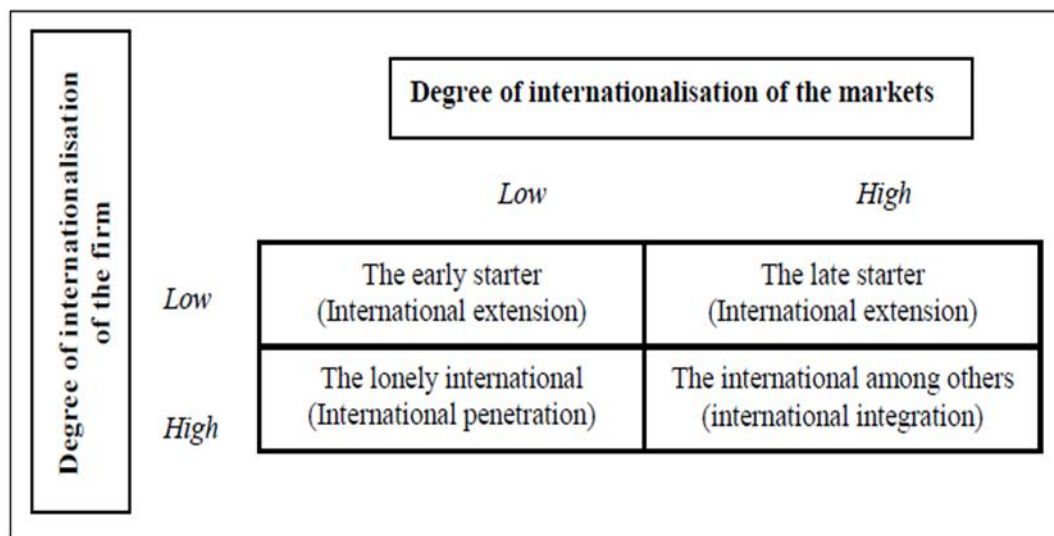 Degree of internationalisation
of the firm
Degree of internationalisation of the markets
Low
High
Low
The early starter
(International extension)
The late starter
(International extension)
High
The lonely international
(International penetration)
The international among others
(international integration)